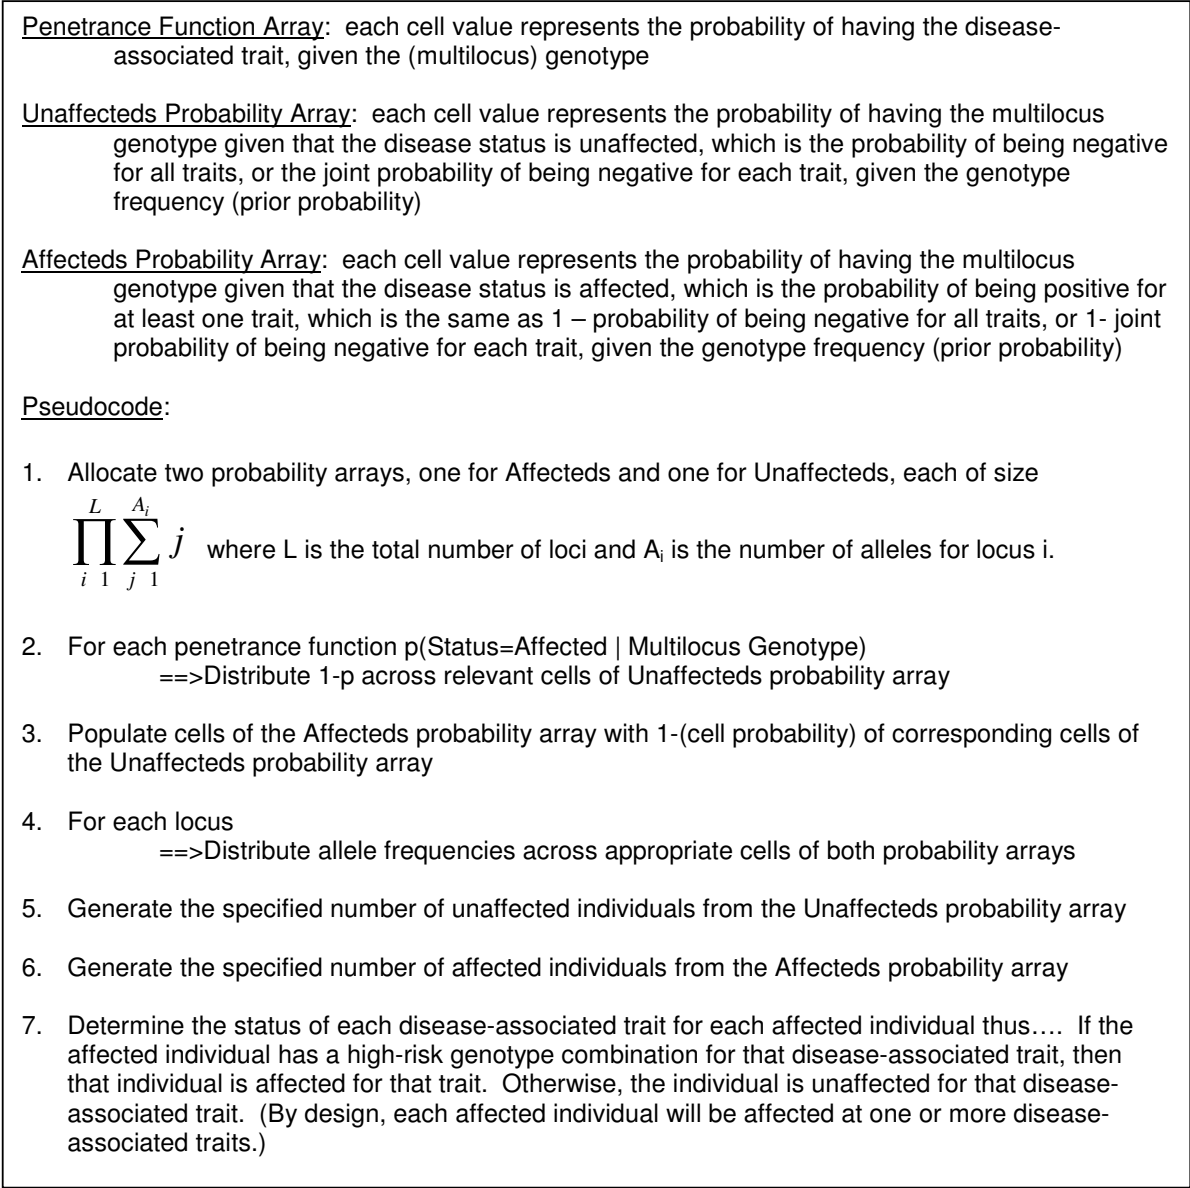 Penetrance Function Array: each cell value represents the probability of having the disease-
associated trait, given the (multilocus) genotype
Unaffecteds Probability Array: each cell value represents the probability of having the multilocus
genotype given that the disease status is unaffected, which is the probability of being negative
for all traits, or the joint probability of being negative for each trait, given the genotype
frequency (prior probability)
Affecteds Probability Array: each cell value represents the probability of having the multilocus
genotype given that the disease status is affected, which is the probability of being positive for
at least one trait, which is the same as 1 – probability of being negative for all traits, or 1- joint
probability of being negative for each trait, given the genotype frequency (prior probability)
Pseudocode:
1. Allocate two probability arrays, one for Affecteds and one for Unaffecteds, each of size
L A_i
∏ ∑ j where L is the total number of loci and A_i is the number of alleles for locus i.
i 1 j 1
2. For each penetrance function p(Status=Affected | Multilocus Genotype)
==>Distribute 1-p across relevant cells of Unaffecteds probability array
3. Populate cells of the Affecteds probability array with 1-(cell probability) of corresponding cells of
the Unaffecteds probability array
4. For each locus
==>Distribute allele frequencies across appropriate cells of both probability arrays
5. Generate the specified number of unaffected individuals from the Unaffecteds probability array
6. Generate the specified number of affected individuals from the Affecteds probability array
7. Determine the status of each disease-associated trait for each affected individual thus…. If the
affected individual has a high-risk genotype combination for that disease-associated trait, then
that individual is affected for that trait. Otherwise, the individual is unaffected for that disease-
associated trait. (By design, each affected individual will be affected at one or more disease-
associated traits.)